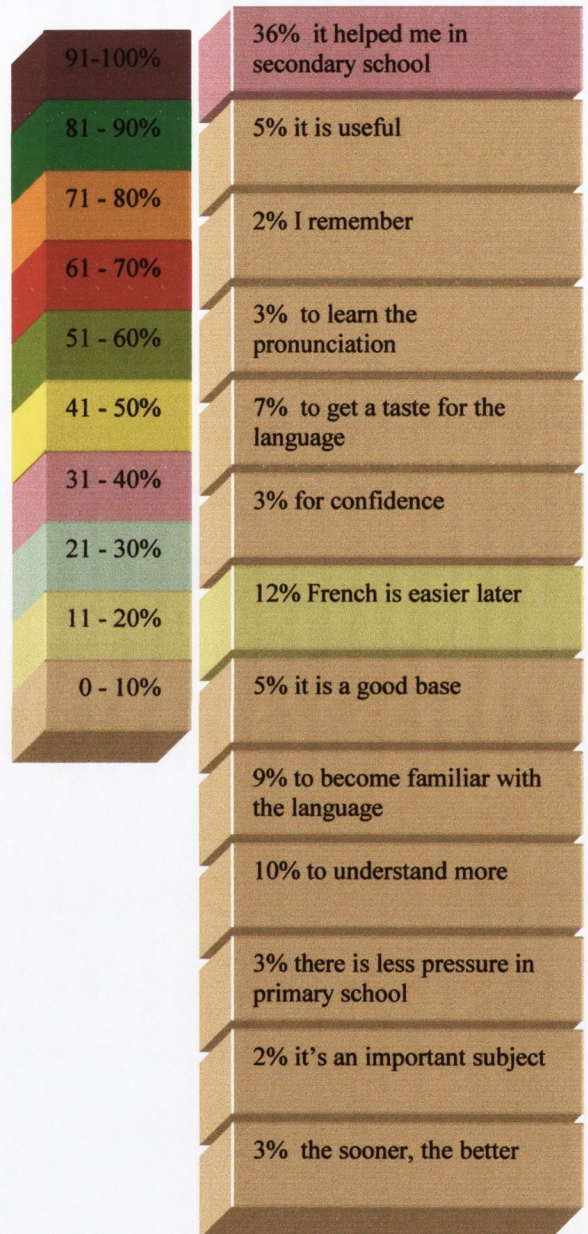 91-100%
81 - 90%
71 - 80%
61 - 70%
51 - 60%
41 - 50%
31 - 40%
21 - 30%
11 - 20%
0 - 10%
36% it helped me in
secondary school
5% it is useful
2% I remember
3% to learn the
pronunciation
7% to get a taste for the
language
3% for confidence
12% French is easier later
5% it is a good base
9% to become familiar with
the language
10% to understand more
3% there is less pressure in
primary school
2% it's an important subject
3% the sooner, the better